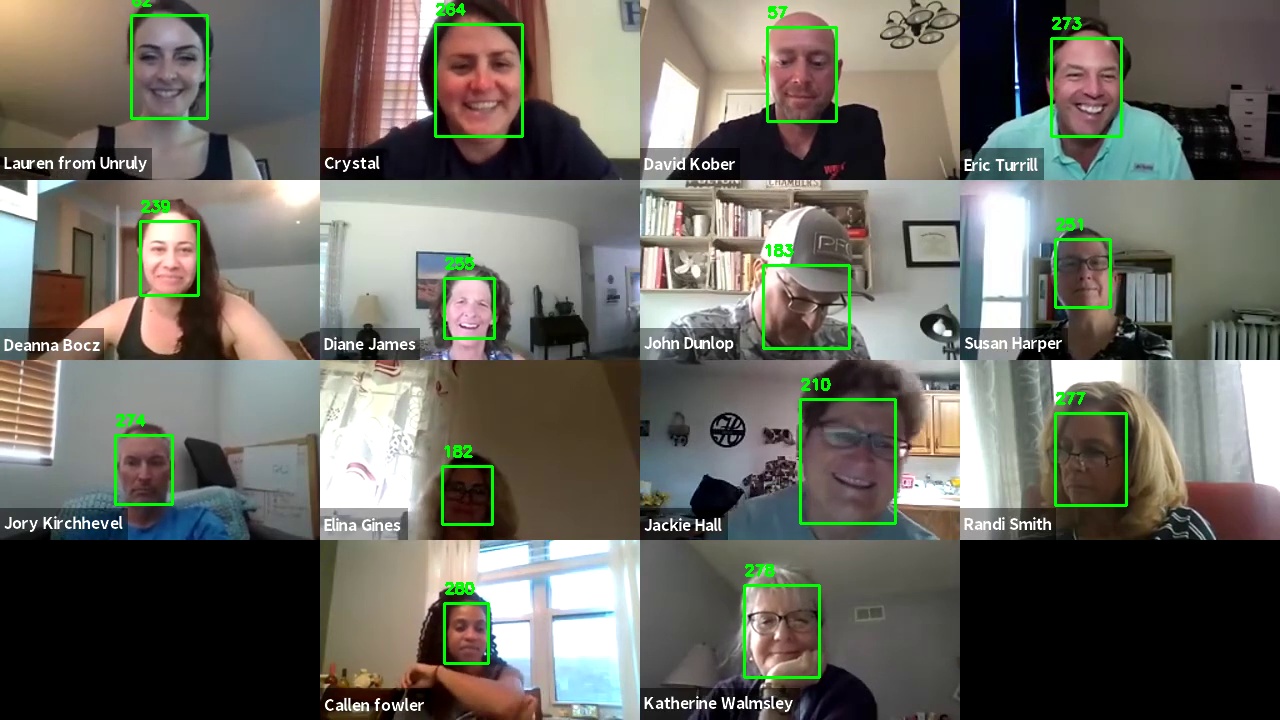 62
264
57
273
Lauren from Unruly
Crystal
David Kober
Eric Turrill
239
255
183
251
Deanna Bocz
Diane James
John Dunlop
Susan Harper
274
182
210
277
Jory Kirchhevel
Elina Gines
Jackie Hall
Randi Smith
280
278
Callen fowler
Katherine Walmsley